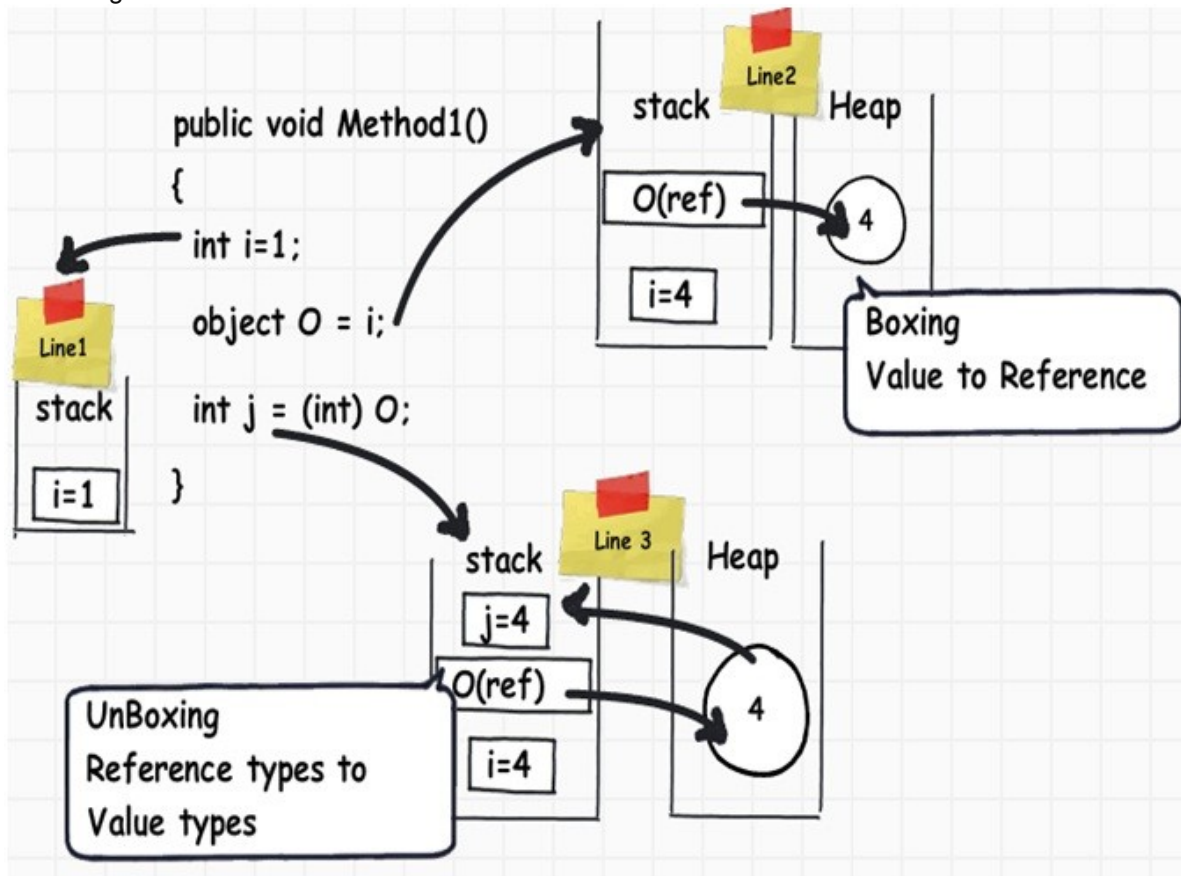 public void Method1()
{
int i=1;
object O = i;
int j = (int) O;
}
Line1
stack
i=1
Line2
stack
Heap
O(ref)
4
i=4
Boxing
Value to Reference
Line 3
stack
Heap
j=4
O(ref)
4
i=4
UnBoxing
Reference types to
Value types